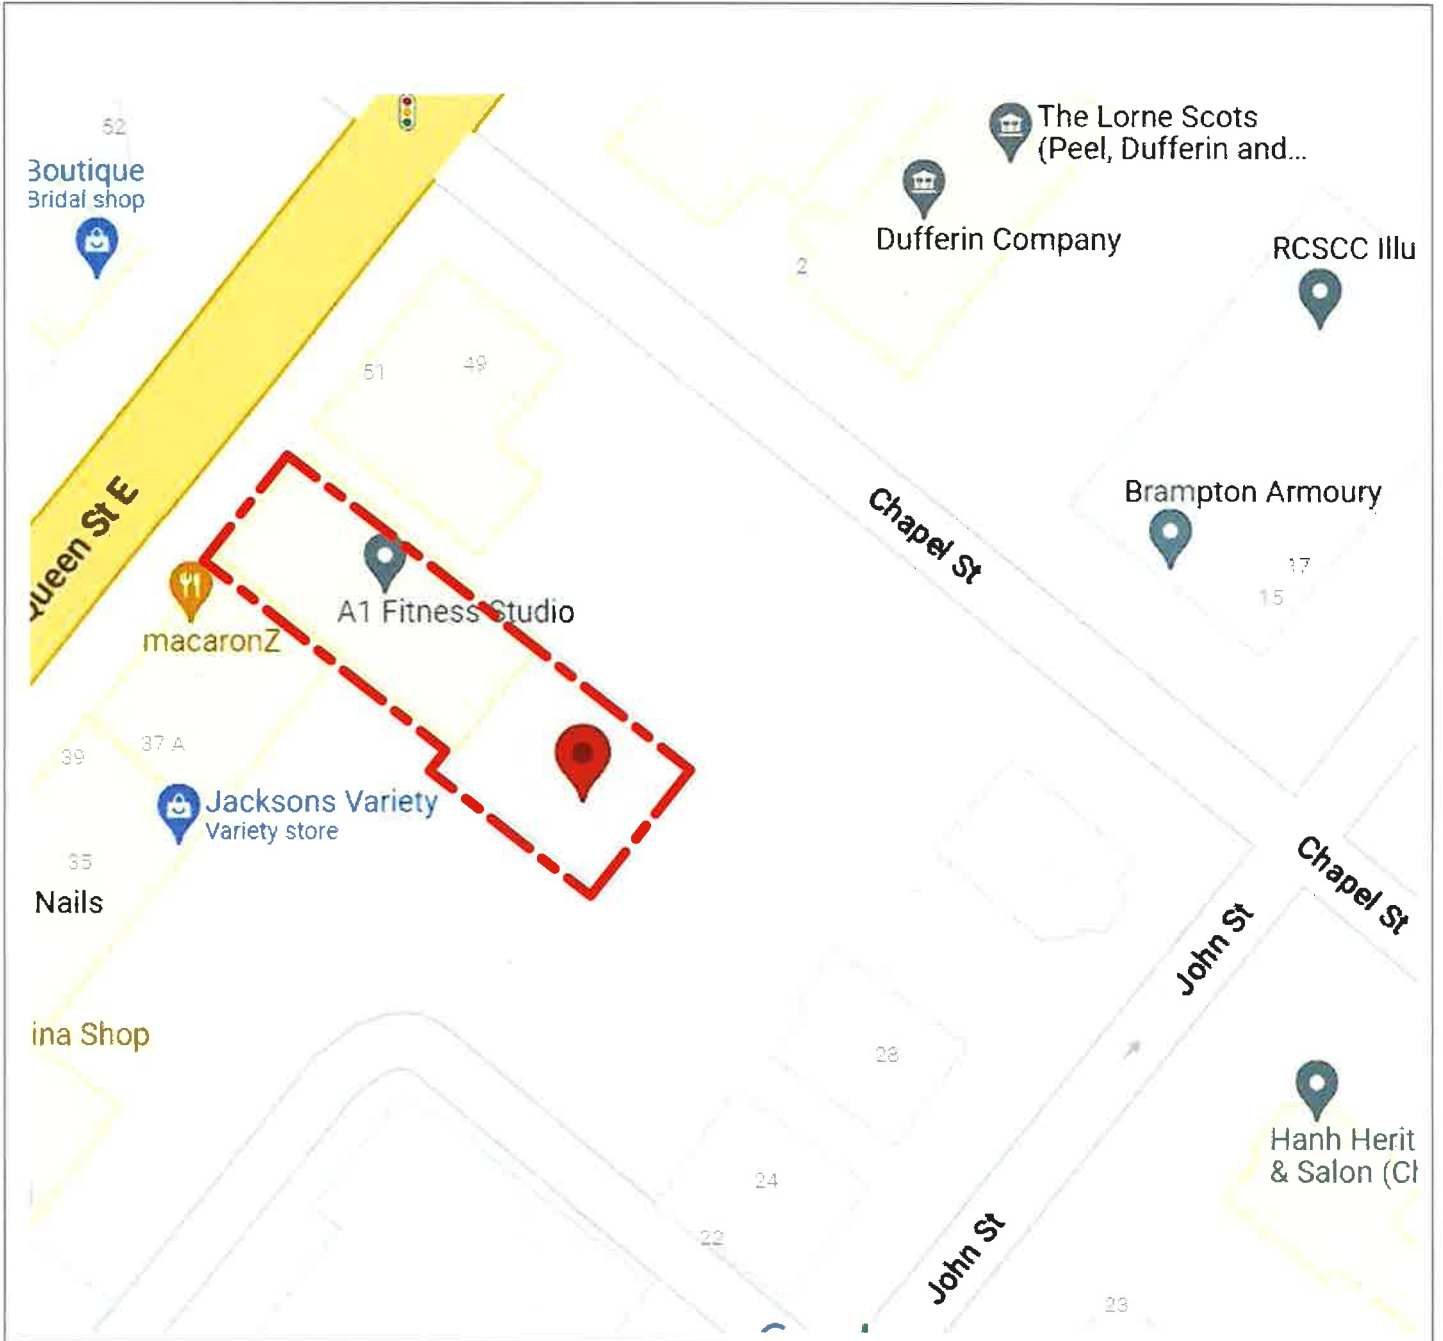 52
Boutique
Bridal shop
The Lorne Scots
(Peel, Dufferin and...
Dufferin Company
RCSCC Illu
2
51
49
Queen St E
Chapel St
Brampton Armoury
17
15
A1 Fitness Studio
macaronZ
39
37 A
Jacksons Variety
Variety store
35
Nails
Chapel St
John St
ina Shop
28
Hanh Herit
& Salon (Cl
24
22
John St
23